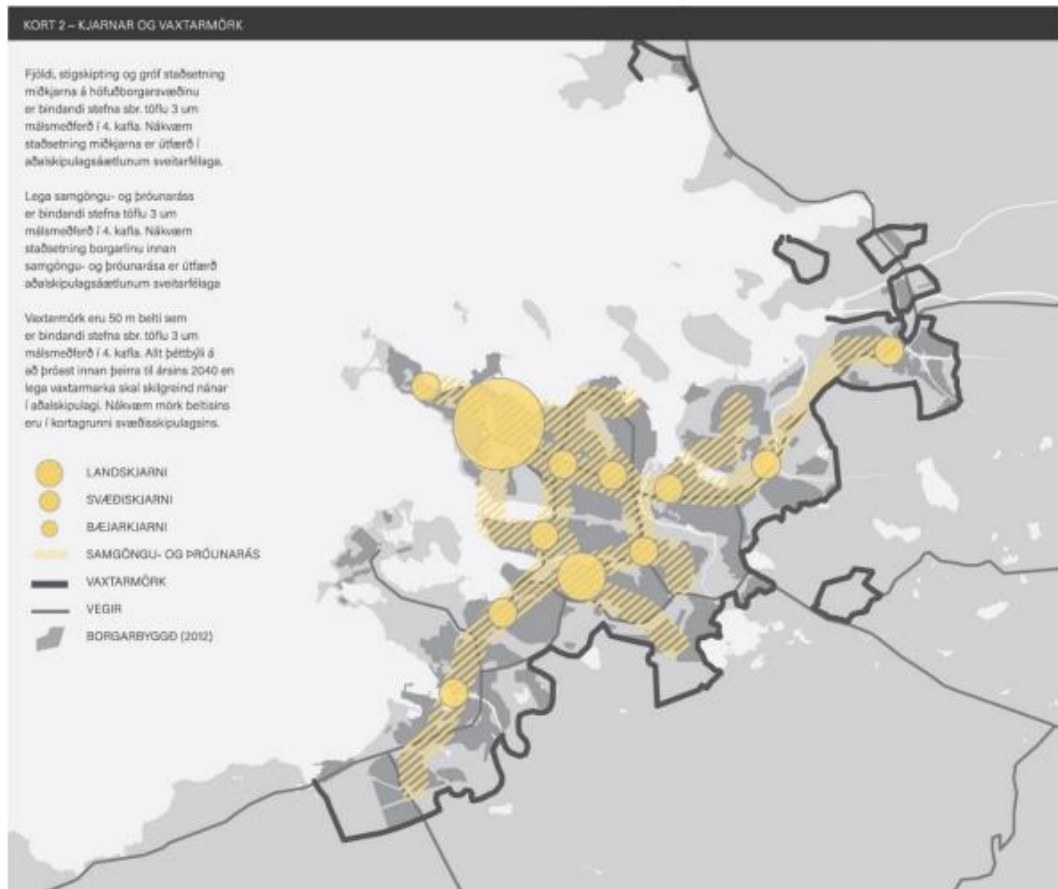 KORT 2 – KJARNAR OG VAXTARMÖRK
Fjöldi, stigskipting og gróf staðsetning
miðkjarna á höfuðborgarsvæðinu
er bindandi stefna sbr. töflu 3 um
málsmeðferð í 4. kafla. Nákvæm
staðsetning miðkjarna er útfærð í
aðalskipulagsáætlunum sveitarfélaga.
Lega samgöngu- og þróunaráss
er bindandi stefna töflu 3 um
málsmeðferð í 4. kafla. Nákvæm
staðsetning borgarlínu innan
samgöngu- og þróunarása er útfærð
aðalskipulagsáætlunum sveitarfélaga
Vaxtarmörk eru 50 m belti sem
er bindandi stefna sbr. töflu 3 um
málsmeðferð í 4. kafla. Allt þéttbýli á
að þróast innan þeirra til ársins 2040 en
lega vaxtarmarka skal skilgreind nánar
í aðalskipulagi. Nákvæm mörk beltisins
eru í kortagrunni svæðisskipulagsins.
LANDSKJARNI
SVÆÐISKJARNI
BÆJARKJARNI
SAMGÖNGU- OG ÞRÓUNARÁS
VAXTARMÖRK
VEGIR
BORGARBYGGÐ (2012)